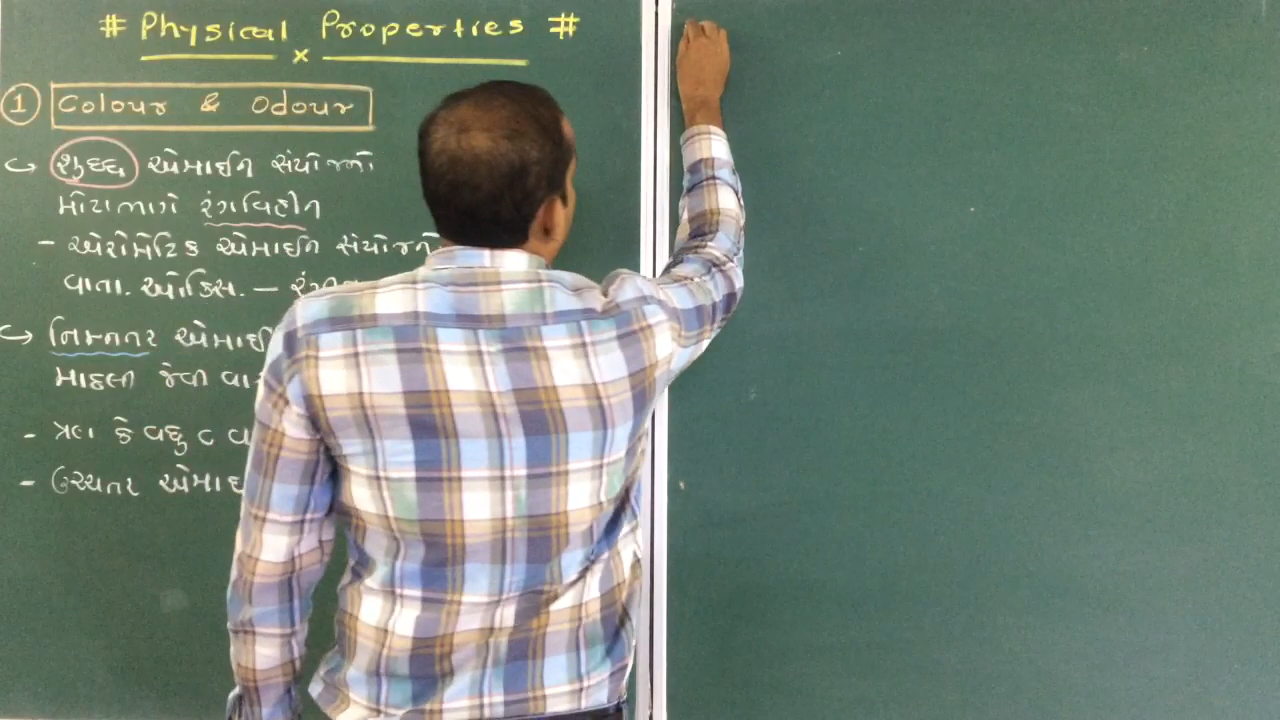 # Physical Properties #
① Colour & Odour
↪ શુદ્ધ એમાઈન સંયોજનો
મોટાભાગે રંગવિહીન
- એરોમેટિક એમાઈન સંયોજનો
વાતા. ઓકિસ. —
↪ નિમ્નતર એમાઈ
માછલી જેવી વા
- ત્રણ કે વધુ C વ
- ઉચ્ચતર એમાઇ